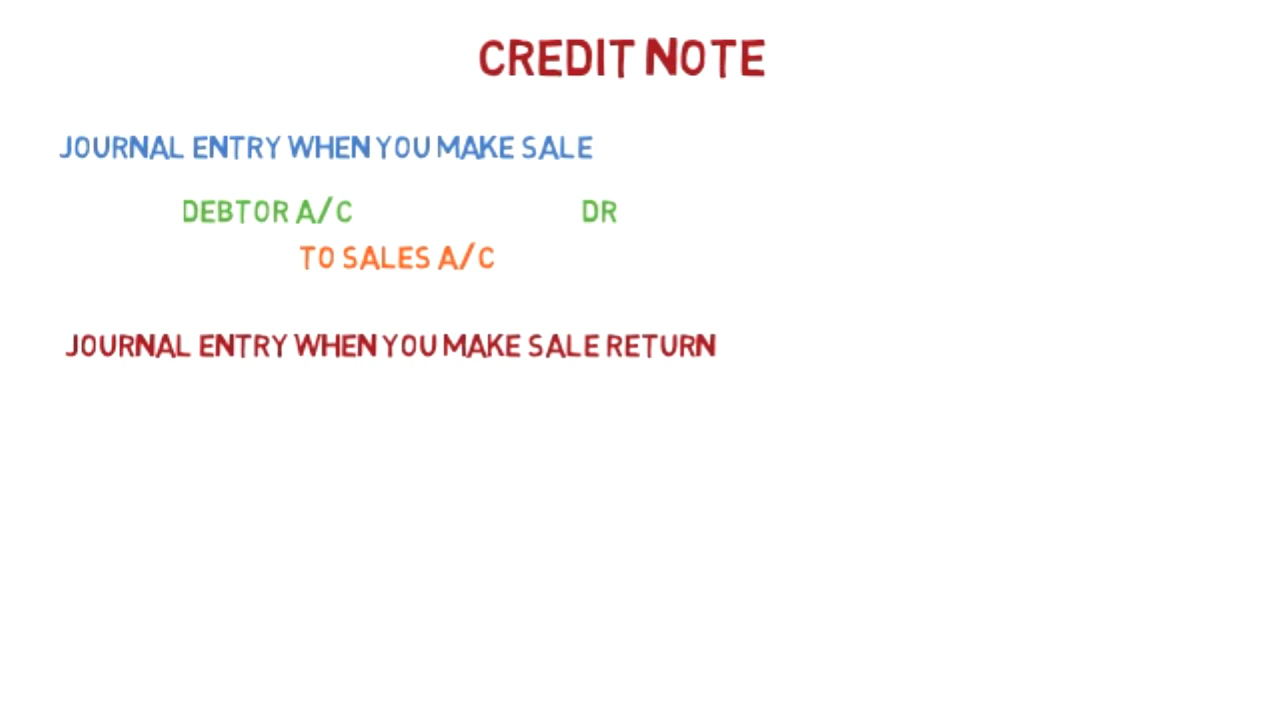 CREDIT NOTE
JOURNAL ENTRY WHEN YOU MAKE SALE
DEBTOR A/C DR
TO SALES A/C
JOURNAL ENTRY WHEN YOU MAKE SALE RETURN